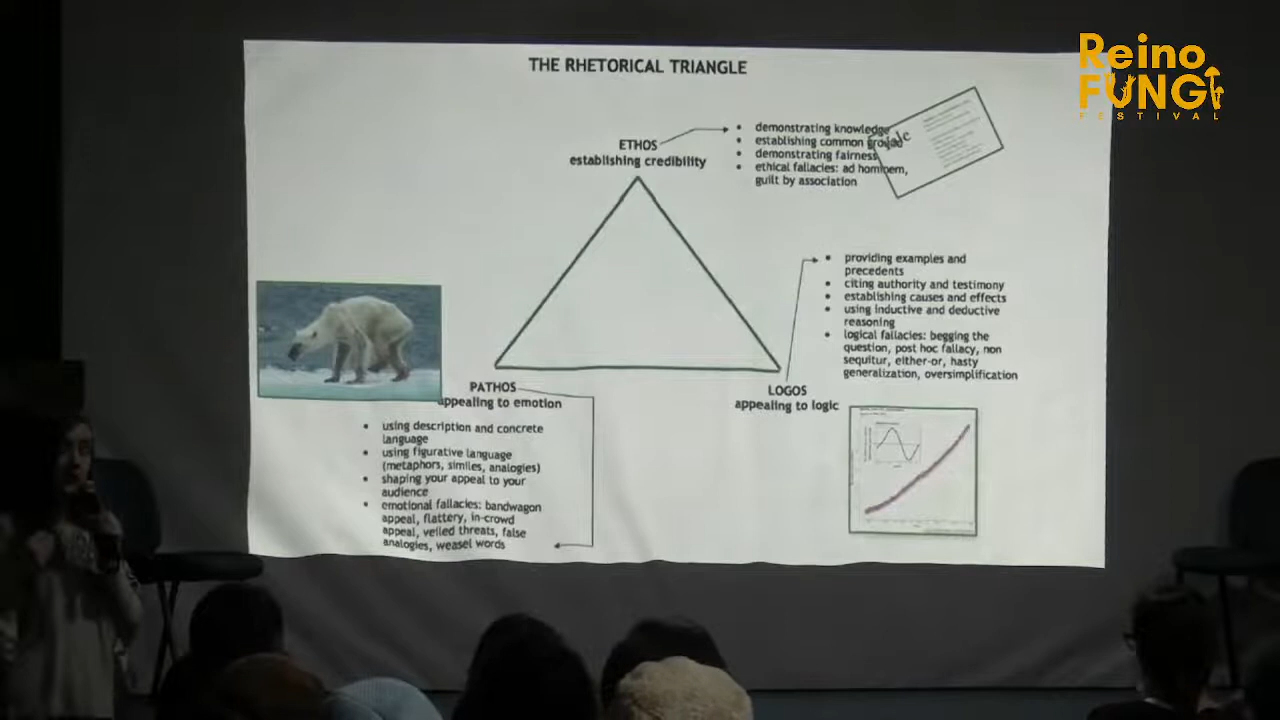 THE RHETORICAL TRIANGLE
Reino
FUNGI
FESTIVAL
ETHOS
establishing credibility
demonstrating knowledge
establishing common ground
demonstrating fairness
ethical fallacies: ad hominem,
guilt by association
providing examples and
precedents
citing authority and testimony
establishing causes and effects
using inductive and deductive
reasoning
logical fallacies: begging the
question, post hoc fallacy, non
sequitur, either-or, hasty
generalization, oversimplification
PATHOS
appealing to emotion
LOGOS
appealing to logic
using description and concrete
language
using figurative language
(metaphors, similes, analogies)
shaping your appeal to your
audience
emotional fallacies: bandwagon
appeal, flattery, in-crowd
appeal, veiled threats, false
analogies, weasel words